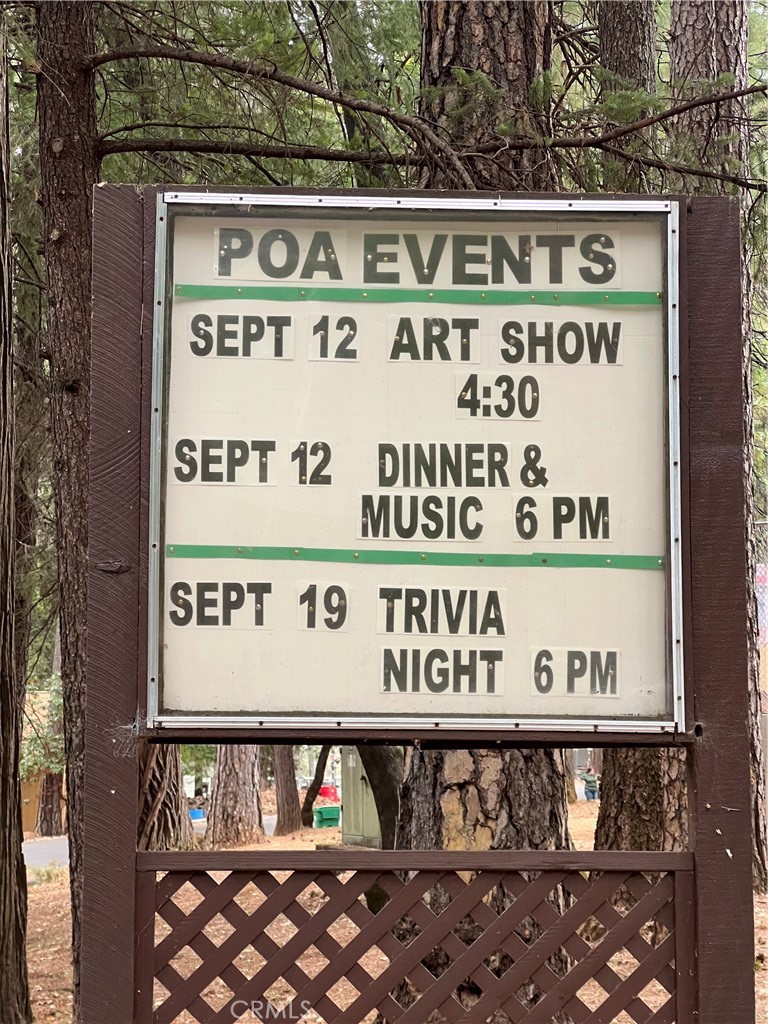 POA EVENTS
SEPT 12 ART SHOW
4:30
SEPT 12 DINNER &
MUSIC 6 PM
SEPT 19 TRIVIA
NIGHT 6 PM
CRMLS